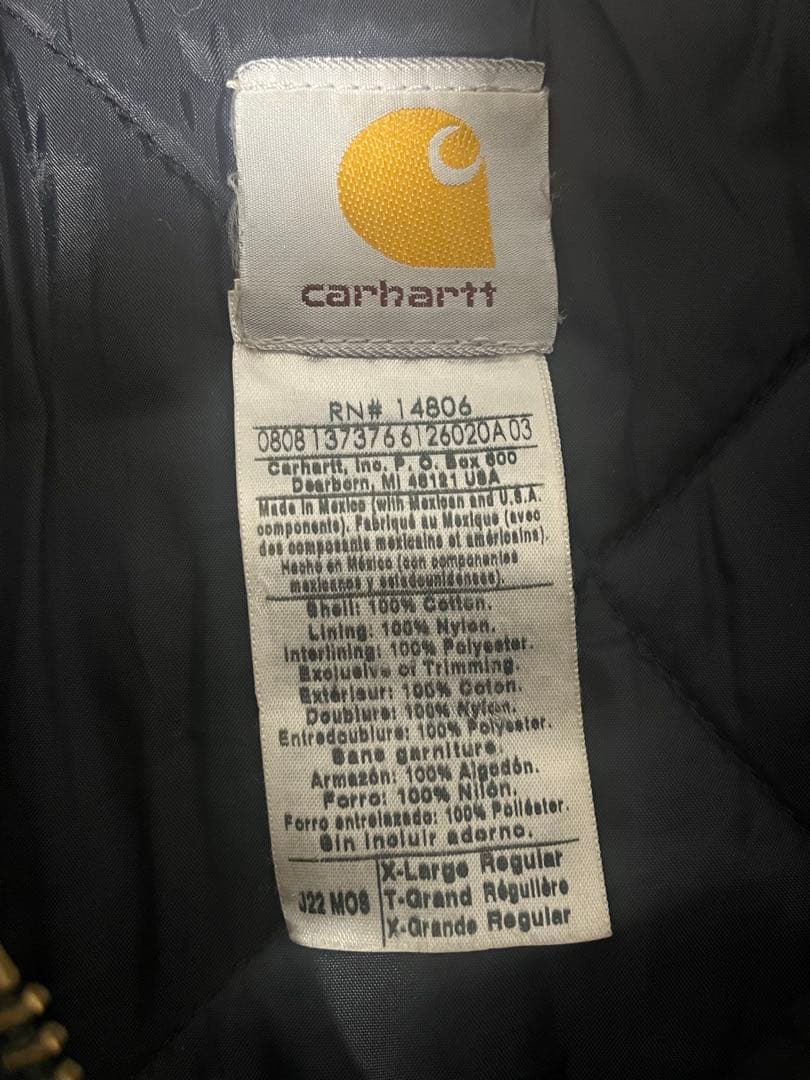 carhartt
RN# 14806
08081373766126020A03
Carhartt, Inc. P. O. Box 600
Dearborn, MI 48121 USA
Made In Mexico (with Mexican and U.S.A.
components). Fabriqué au Mexique (avec
des composants mexicains et américains).
Hecho en México (con componentes
mexicanos y estadounidenses).
Shell: 100% Cotton.
Lining: 100% Nylon.
Interlining: 100% Polyester.
Exclusive of Trimming.
Extérieur: 100% Coton.
Doublure: 100% Nylon.
Entredoublure: 100% Polyester.
Sans garniture.
Armazón: 100% Algodón.
Forro: 100% Nilón.
Forro entrelazado: 100% Poliéster.
Sin incluir adorno.
J22 MOS
X-Large Regular
T-Grand Régulière
X-Grande Regular